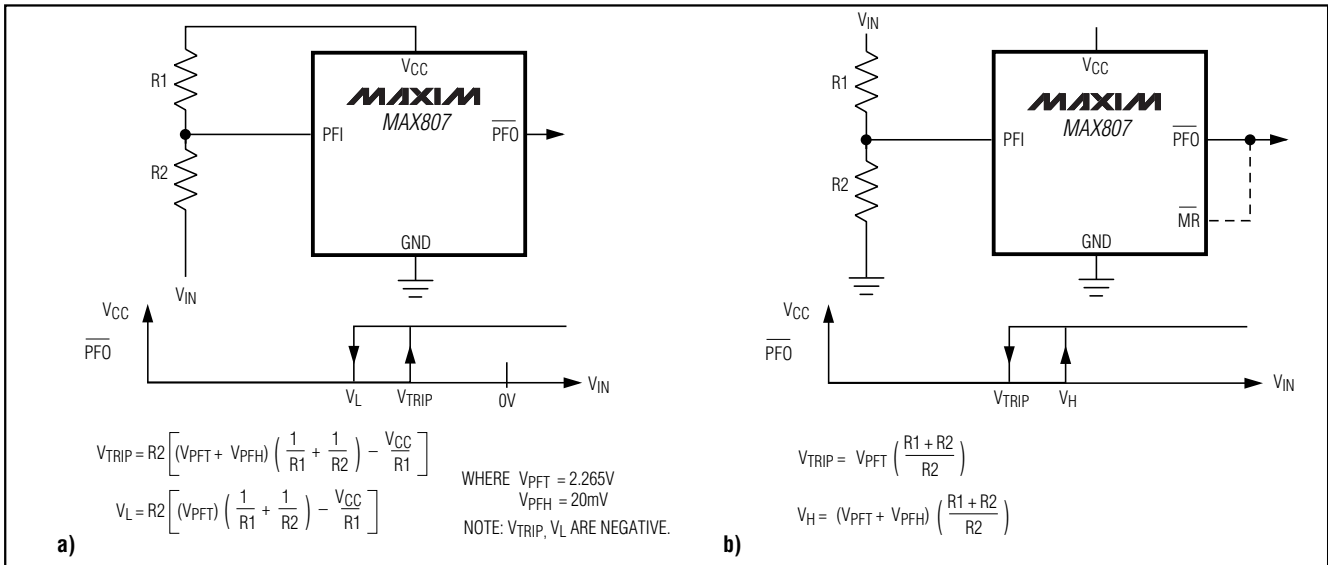 R1
R2
VIN
VCC
MAXIM
MAX807
PFI
PFO
GND
VCC
PFO
VL
VTRIP
0V
VIN
VTRIP = R2 [(VPFT + VPFH) (1/R1 + 1/R2) − VCC/R1]
VL = R2 [(VPFT) (1/R1 + 1/R2) − VCC/R1]
WHERE VPFT = 2.265V
VPFH = 20mV
NOTE: VTRIP, VL ARE NEGATIVE.
a)
VIN
R1
R2
VCC
MAXIM
MAX807
PFI
PFO
MR
GND
VCC
PFO
VTRIP
VH
VIN
VTRIP = VPFT (R1 + R2/R2)
VH = (VPFT + VPFH) (R1 + R2/R2)
b)